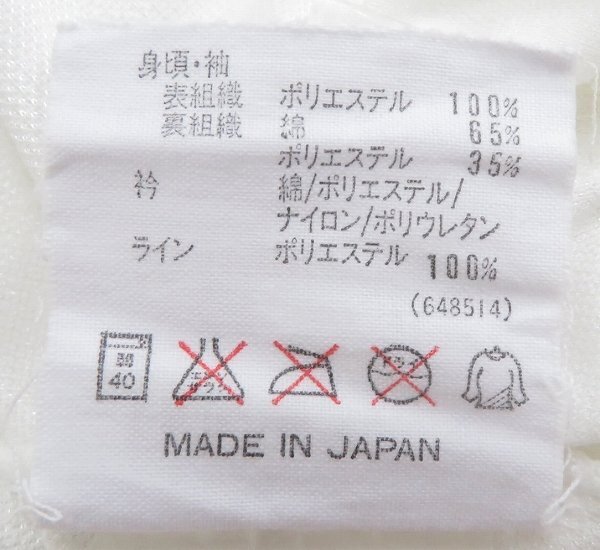 身頃・袖
表組織 ポリエステル 100%
裏組織 綿 65%
ポリエステル 35%
衿 綿/ポリエステル/
ナイロン/ポリウレタン
ライン ポリエステル 100%
(648514)
40
MADE IN JAPAN